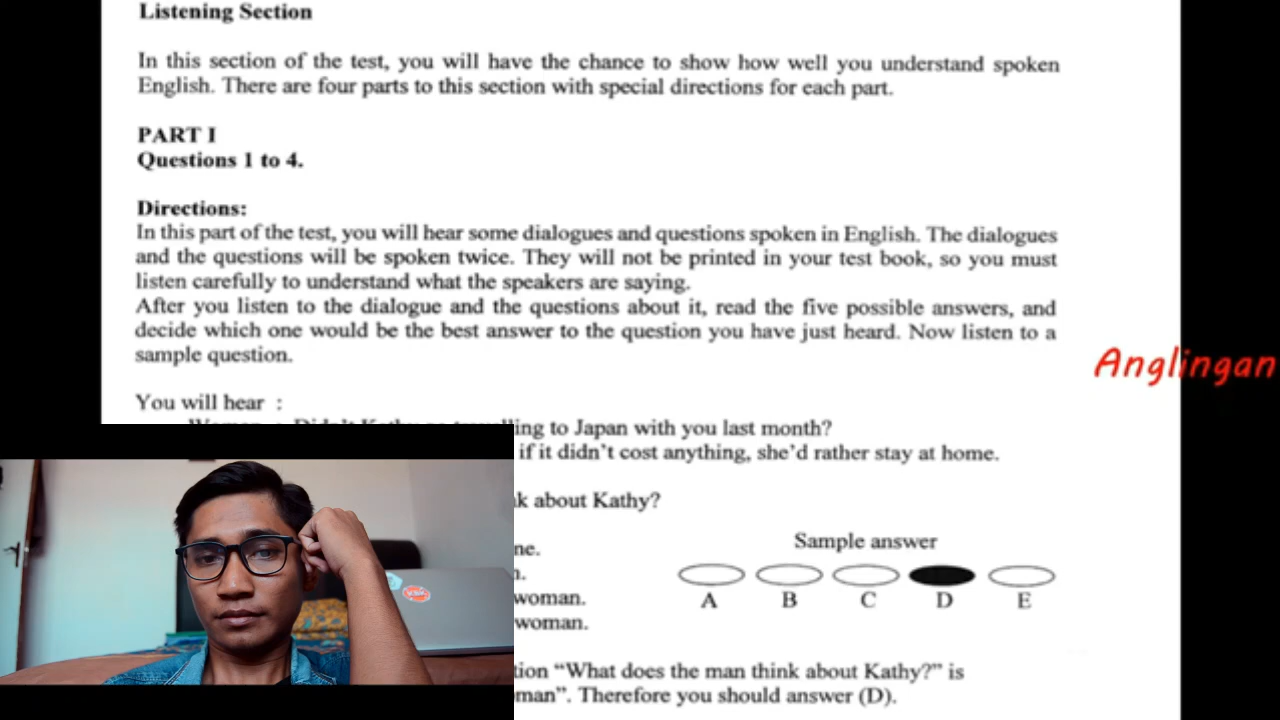 Listening Section
In this section of the test, you will have the chance to show how well you understand spoken
English. There are four parts to this section with special directions for each part.
PART I
Questions 1 to 4.
Directions:
In this part of the test, you will hear some dialogues and questions spoken in English. The dialogues
and the questions will be spoken twice. They will not be printed in your test book, so you must
listen carefully to understand what the speakers are saying.
After you listen to the dialogue and the questions about it, read the five possible answers, and
decide which one would be the best answer to the question you have just heard. Now listen to a
sample question.
Anglingan
You will hear :
to Japan with you last month?
if it didn't cost anything, she'd rather stay at home.
about Kathy?
Sample answer
woman.
A B C D E
woman.
"What does the man think about Kathy?" is
Therefore you should answer (D).